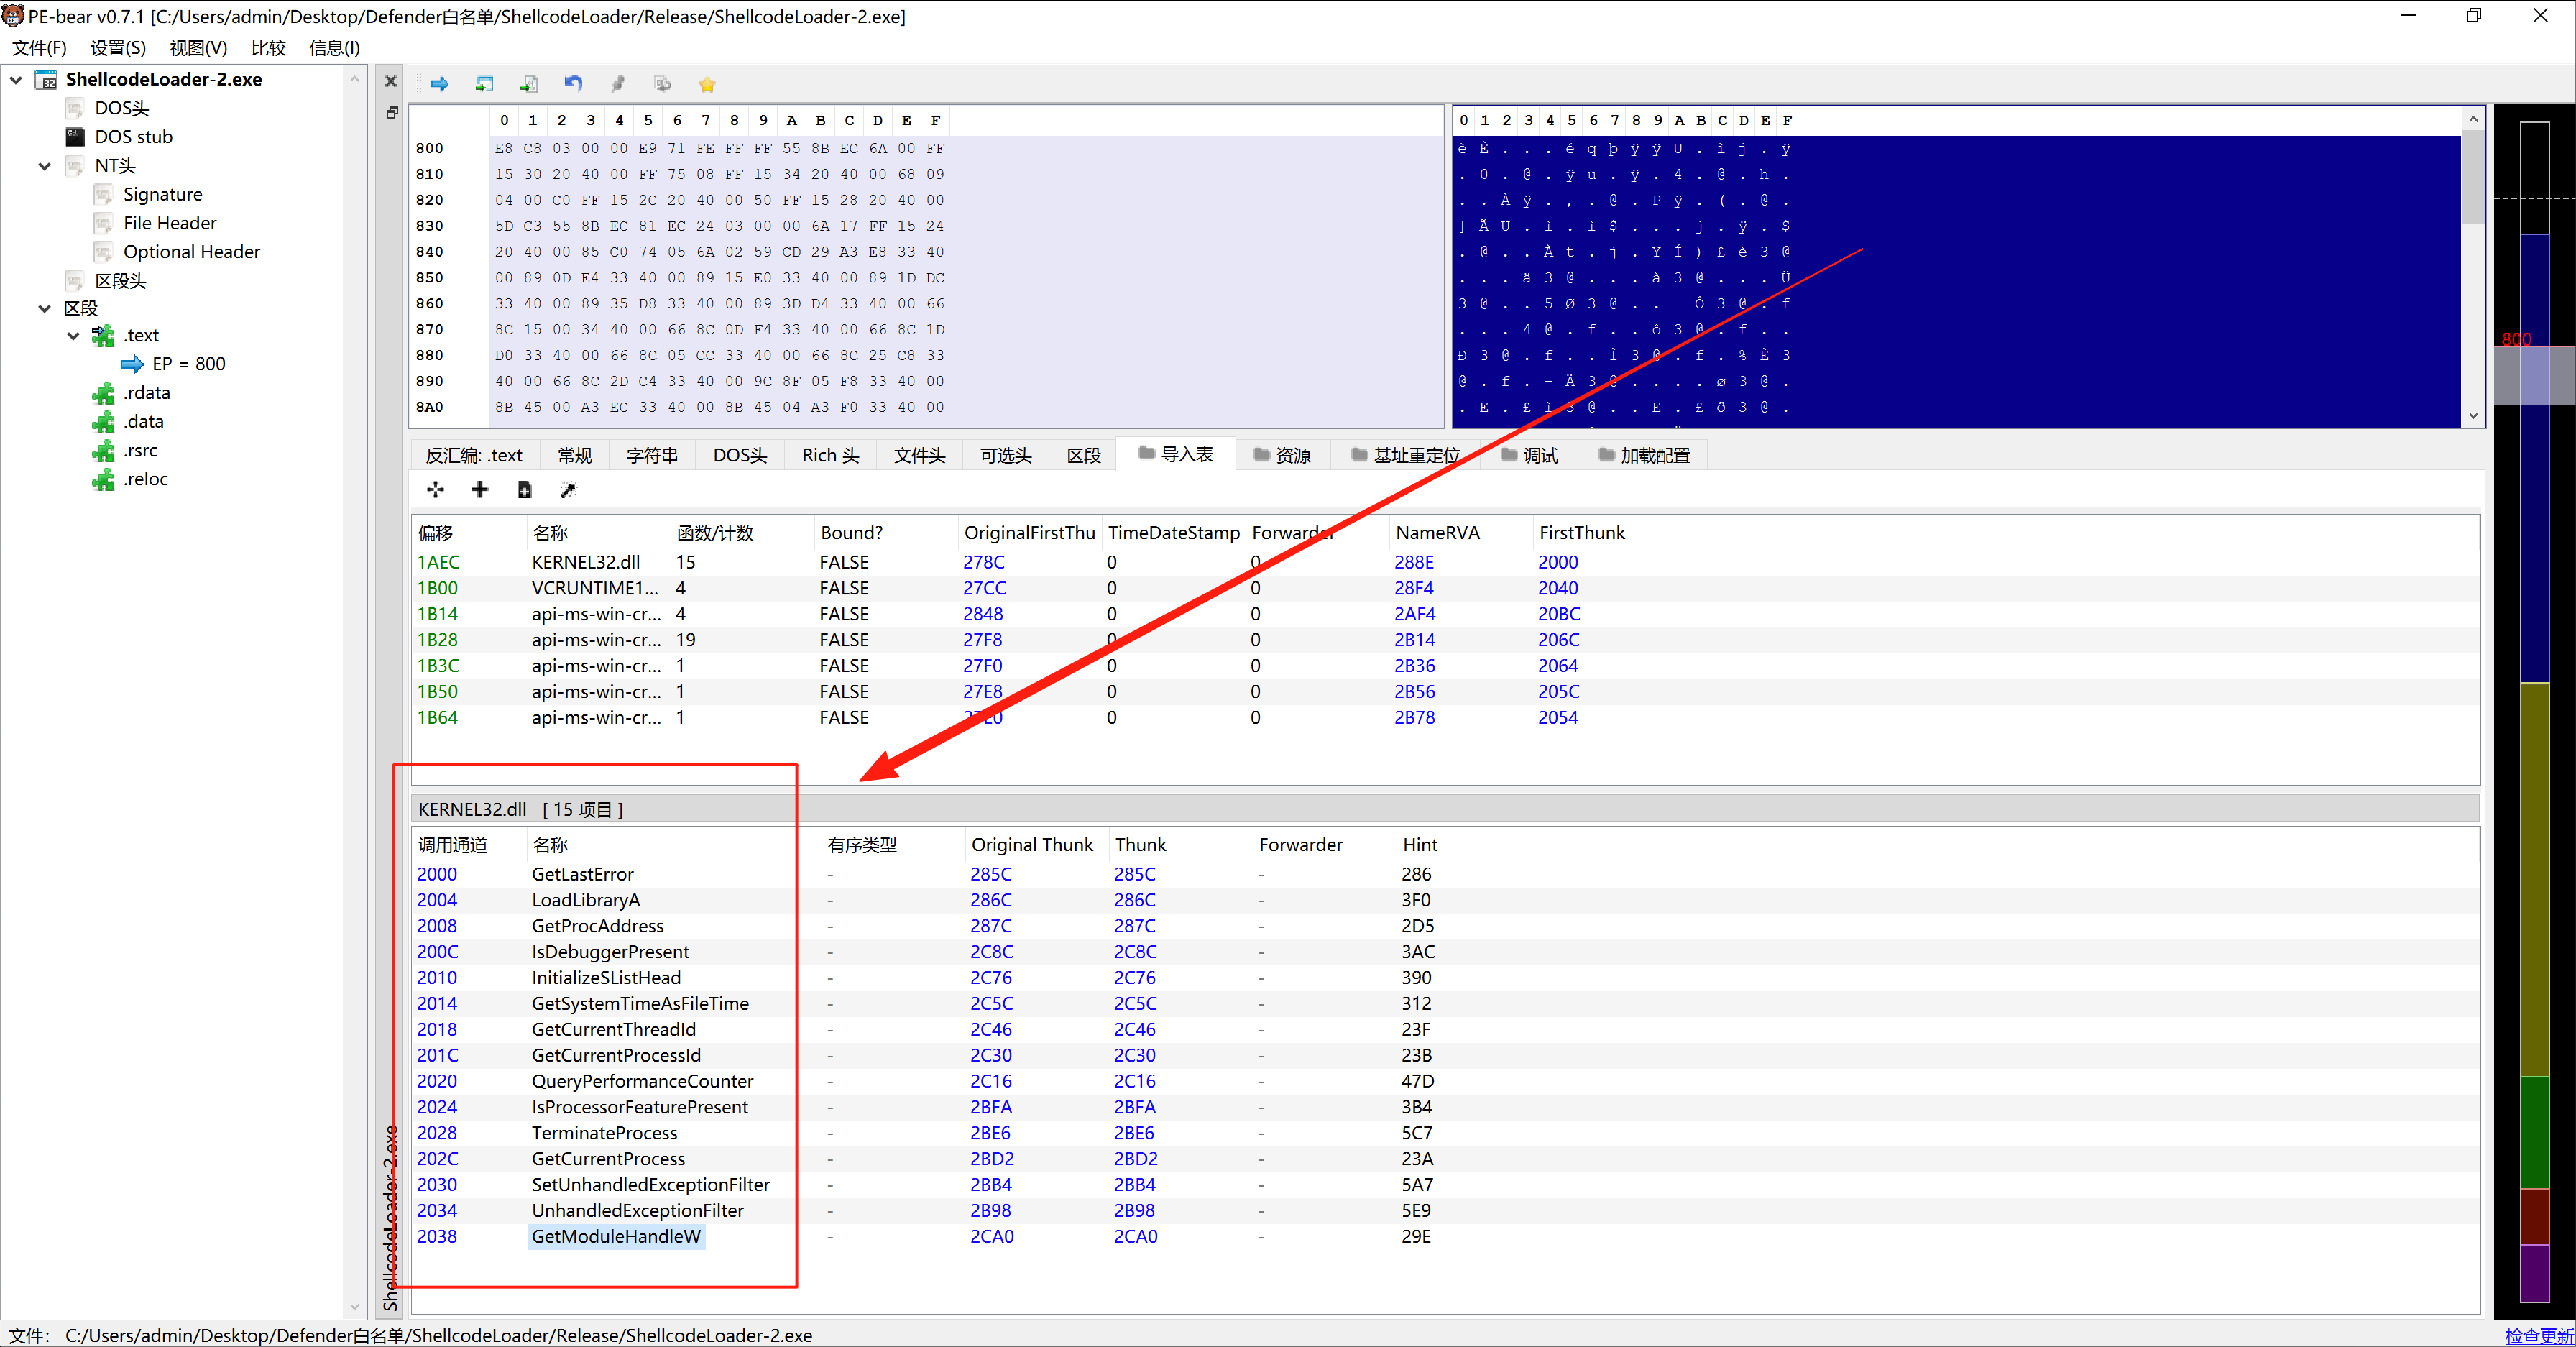 PE-bear v0.7.1 [C:/Users/admin/Desktop/Defender白名单/ShellcodeLoader/Release/ShellcodeLoader-2.exe]
文件(F) 设置(S) 视图(V) 比较 信息(I)
ShellcodeLoader-2.exe
DOS头
DOS stub
NT头
Signature
File Header
Optional Header
区段头
区段
.text
EP = 800
.rdata
.data
.rsrc
.reloc
ShellcodeLoader-2.exe
0 1 2 3 4 5 6 7 8 9 A B C D E F
800 E8 C8 03 00 00 E9 71 FE FF FF 55 8B EC 6A 00 FF
810 15 30 20 40 00 FF 75 08 FF 15 34 20 40 00 68 09
820 04 00 C0 FF 15 2C 20 40 00 50 FF 15 28 20 40 00
830 5D C3 55 8B EC 81 EC 24 03 00 00 6A 17 FF 15 24
840 20 40 00 85 C0 74 05 6A 02 59 CD 29 A3 E8 33 40
850 00 89 0D E4 33 40 00 89 15 E0 33 40 00 89 1D DC
860 33 40 00 89 35 D8 33 40 00 89 3D D4 33 40 00 66
870 8C 15 00 34 40 00 66 8C 0D F4 33 40 00 66 8C 1D
880 D0 33 40 00 66 8C 05 CC 33 40 00 66 8C 25 C8 33
890 40 00 66 8C 2D C4 33 40 00 9C 8F 05 F8 33 40 00
8A0 8B 45 00 A3 EC 33 40 00 8B 45 04 A3 F0 33 40 00
0 1 2 3 4 5 6 7 8 9 A B C D E F
è È . . . é q þ ÿ ÿ U . ì j . ÿ
. 0 . @ . ÿ u . ÿ . 4 . @ . h .
. . À ÿ . , . @ . P ÿ . ( . @ .
] Ã U . ì . ì $ . . . j . ÿ . $
. @ . . À t . j . Y Í ) £ è 3 @
. . . ä 3 @ . . . à 3 @ . . . Ü
3 @ . . 5 Ø 3 @ . . = Ô 3 @ . f
. . . 4 @ . f . . ô 3 @ . f . .
Ð 3 @ . f . . Ì 3 @ . f . % È 3
@ . f . - Ä 3 @ . . . . ø 3 @ .
. E . £ ì 3 @ . . E . £ ð 3 @ .
800
反汇编: .text 常规 字符串 DOS头 Rich 头 文件头 可选头 区段 导入表 资源 基址重定位 调试 加载配置
偏移 名称 函数/计数 Bound? OriginalFirstThu TimeDateStamp Forwarder NameRVA FirstThunk
1AEC KERNEL32.dll 15 FALSE 278C 0 0 288E 2000
1B00 VCRUNTIME1... 4 FALSE 27CC 0 0 28F4 2040
1B14 api-ms-win-cr... 4 FALSE 2848 0 0 2AF4 20BC
1B28 api-ms-win-cr... 19 FALSE 27F8 0 0 2B14 206C
1B3C api-ms-win-cr... 1 FALSE 27F0 0 0 2B36 2064
1B50 api-ms-win-cr... 1 FALSE 27E8 0 0 2B56 205C
1B64 api-ms-win-cr... 1 FALSE 27E0 0 0 2B78 2054
KERNEL32.dll [ 15 项目 ]
调用通道 名称 有序类型 Original Thunk Thunk Forwarder Hint
2000 GetLastError - 285C 285C - 286
2004 LoadLibraryA - 286C 286C - 3F0
2008 GetProcAddress - 287C 287C - 2D5
200C IsDebuggerPresent - 2C8C 2C8C - 3AC
2010 InitializeSListHead - 2C76 2C76 - 390
2014 GetSystemTimeAsFileTime - 2C5C 2C5C - 312
2018 GetCurrentThreadId - 2C46 2C46 - 23F
201C GetCurrentProcessId - 2C30 2C30 - 23B
2020 QueryPerformanceCounter - 2C16 2C16 - 47D
2024 IsProcessorFeaturePresent - 2BFA 2BFA - 3B4
2028 TerminateProcess - 2BE6 2BE6 - 5C7
202C GetCurrentProcess - 2BD2 2BD2 - 23A
2030 SetUnhandledExceptionFilter - 2BB4 2BB4 - 5A7
2034 UnhandledExceptionFilter - 2B98 2B98 - 5E9
2038 GetModuleHandleW - 2CA0 2CA0 - 29E
文件: C:/Users/admin/Desktop/Defender白名单/ShellcodeLoader/Release/ShellcodeLoader-2.exe
检查更新